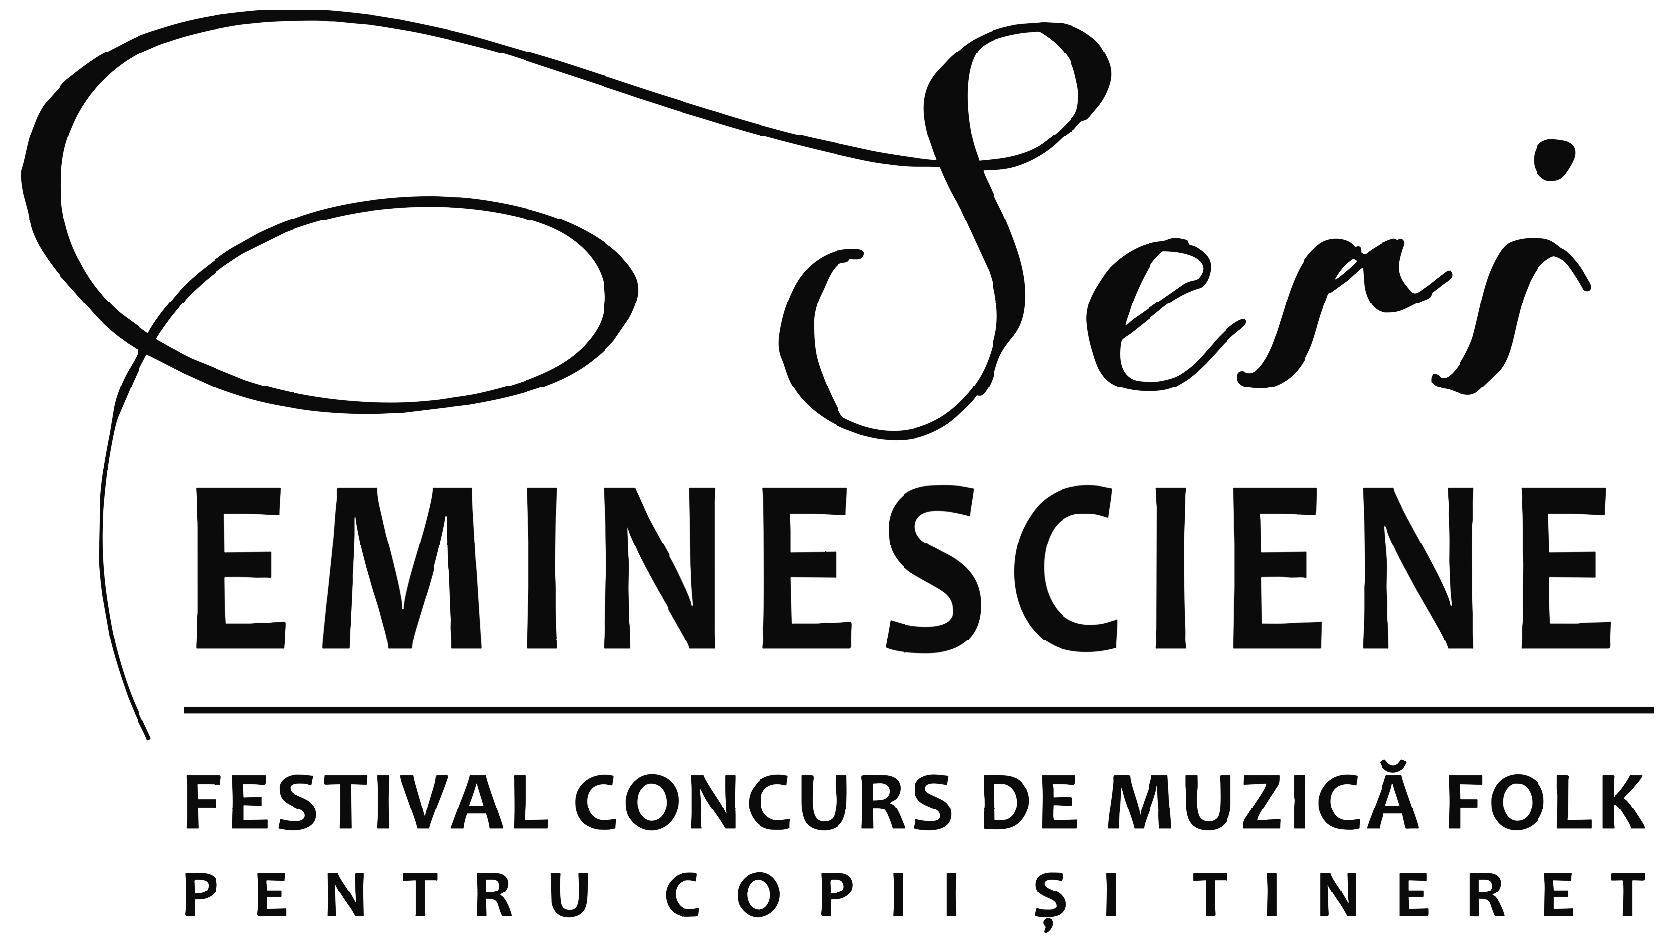 Seri
EMINESCIENE
FESTIVAL CONCURS DE MUZICĂ FOLK
PENTRU COPII ȘI TINERET